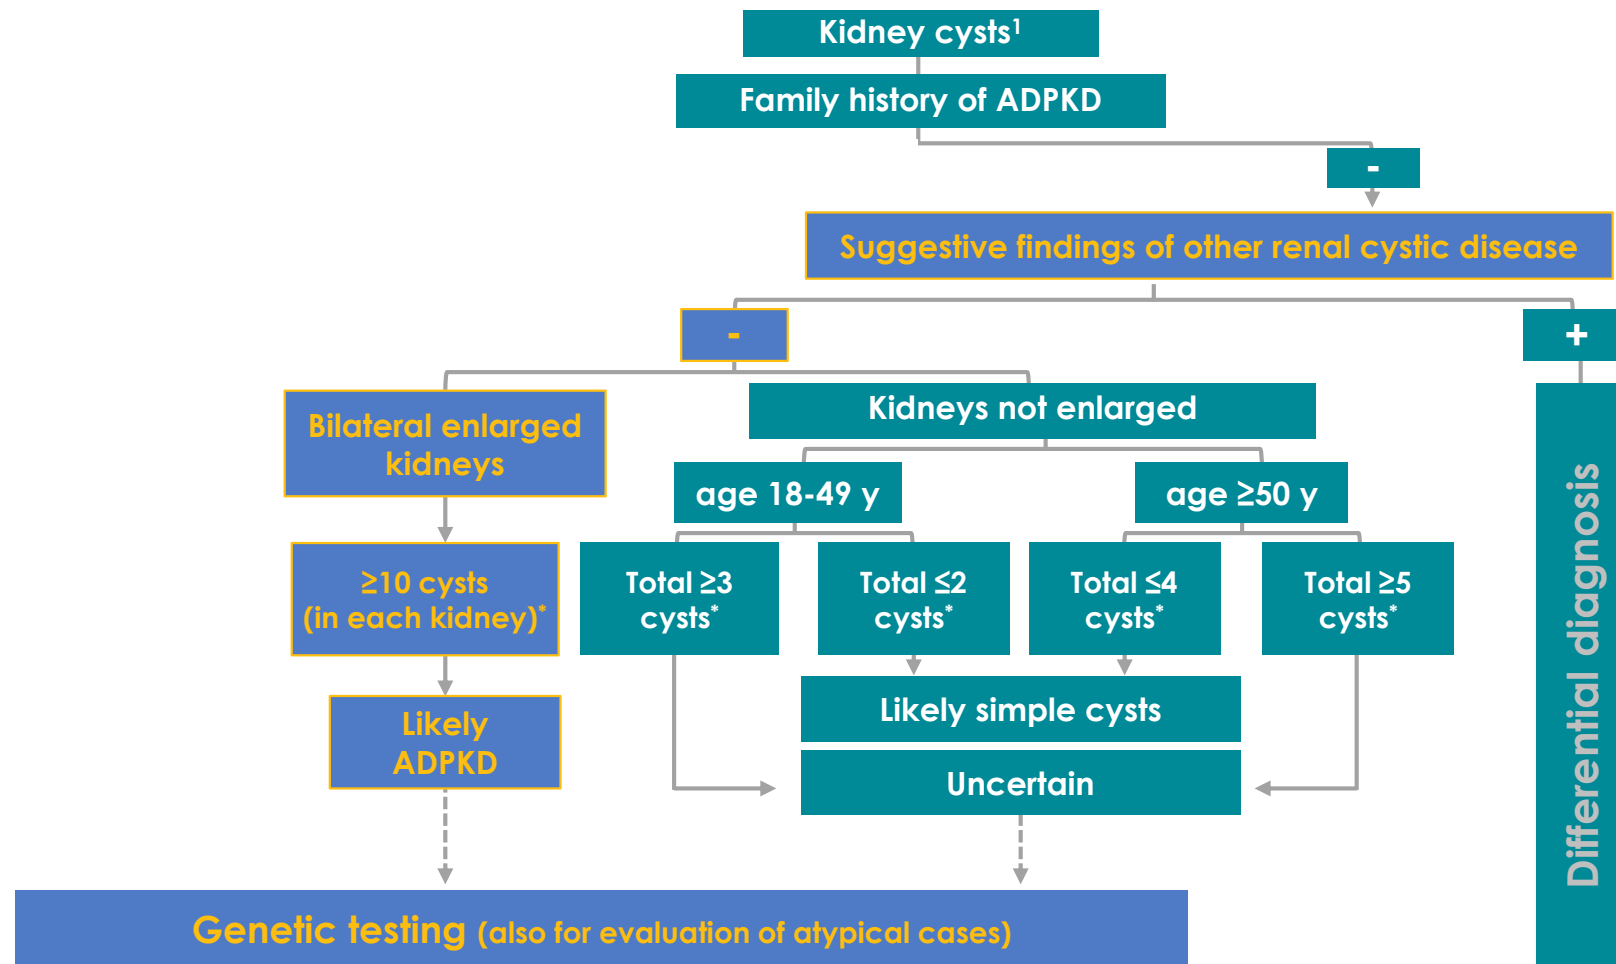 Kidney cysts¹
Family history of ADPKD
-
Suggestive findings of other renal cystic disease
-
+
Bilateral enlarged
kidneys
Kidneys not enlarged
age 18-49 y
age ≥50 y
≥10 cysts
(in each kidney)*
Total ≥3
cysts*
Total ≤2
cysts*
Total ≤4
cysts*
Total ≥5
cysts*
Likely
ADPKD
Likely simple cysts
Uncertain
Differential diagnosis
Genetic testing (also for evaluation of atypical cases)